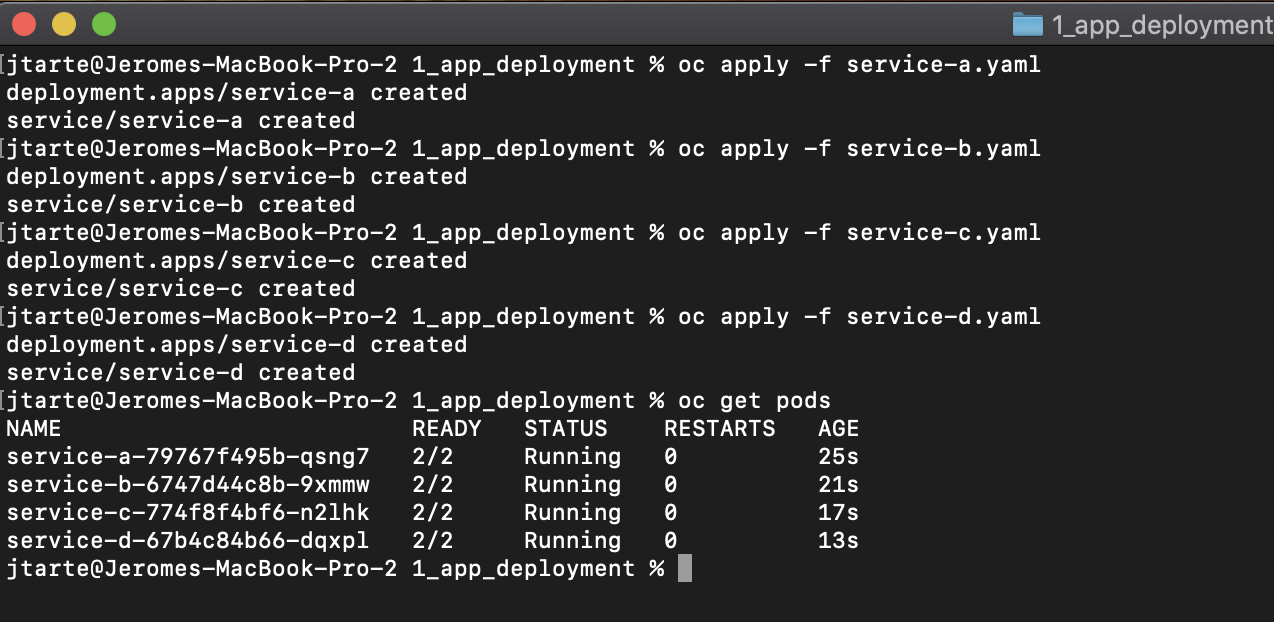 1_app_deployment
[jtarte@Jeromes-MacBook-Pro-2 1_app_deployment % oc apply -f service-a.yaml
deployment.apps/service-a created
service/service-a created
[jtarte@Jeromes-MacBook-Pro-2 1_app_deployment % oc apply -f service-b.yaml
deployment.apps/service-b created
service/service-b created
[jtarte@Jeromes-MacBook-Pro-2 1_app_deployment % oc apply -f service-c.yaml
deployment.apps/service-c created
service/service-c created
[jtarte@Jeromes-MacBook-Pro-2 1_app_deployment % oc apply -f service-d.yaml
deployment.apps/service-d created
service/service-d created
[jtarte@Jeromes-MacBook-Pro-2 1_app_deployment % oc get pods
NAME                         READY   STATUS    RESTARTS   AGE
service-a-79767f495b-qsng7   2/2     Running   0          25s
service-b-6747d44c8b-9xmmw   2/2     Running   0          21s
service-c-774f8f4bf6-n2lhk   2/2     Running   0          17s
service-d-67b4c84b66-dqxpl   2/2     Running   0          13s
jtarte@Jeromes-MacBook-Pro-2 1_app_deployment %